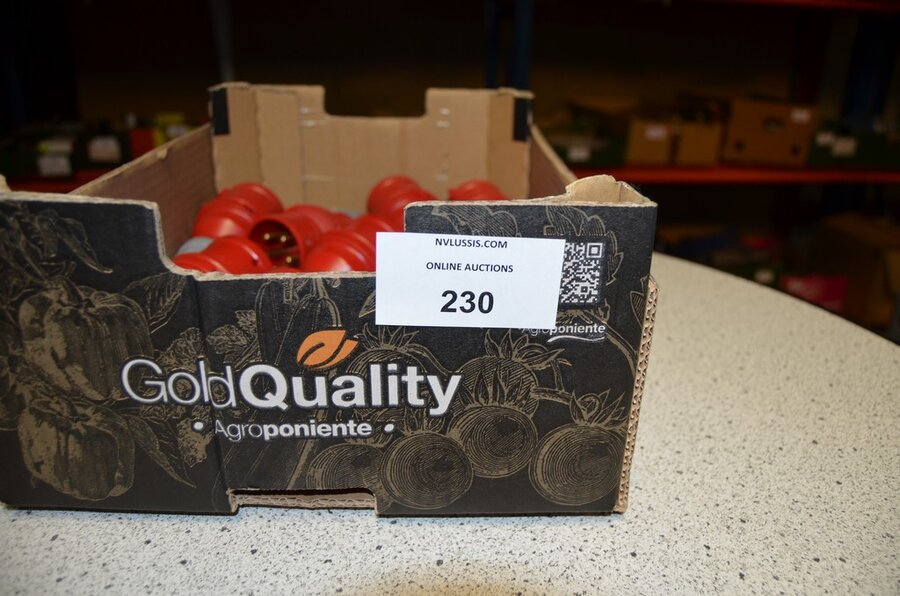 NVLUSSIS.COM
ONLINE AUCTIONS
230
Agroponiente
GoldQuality
• Agroponiente •